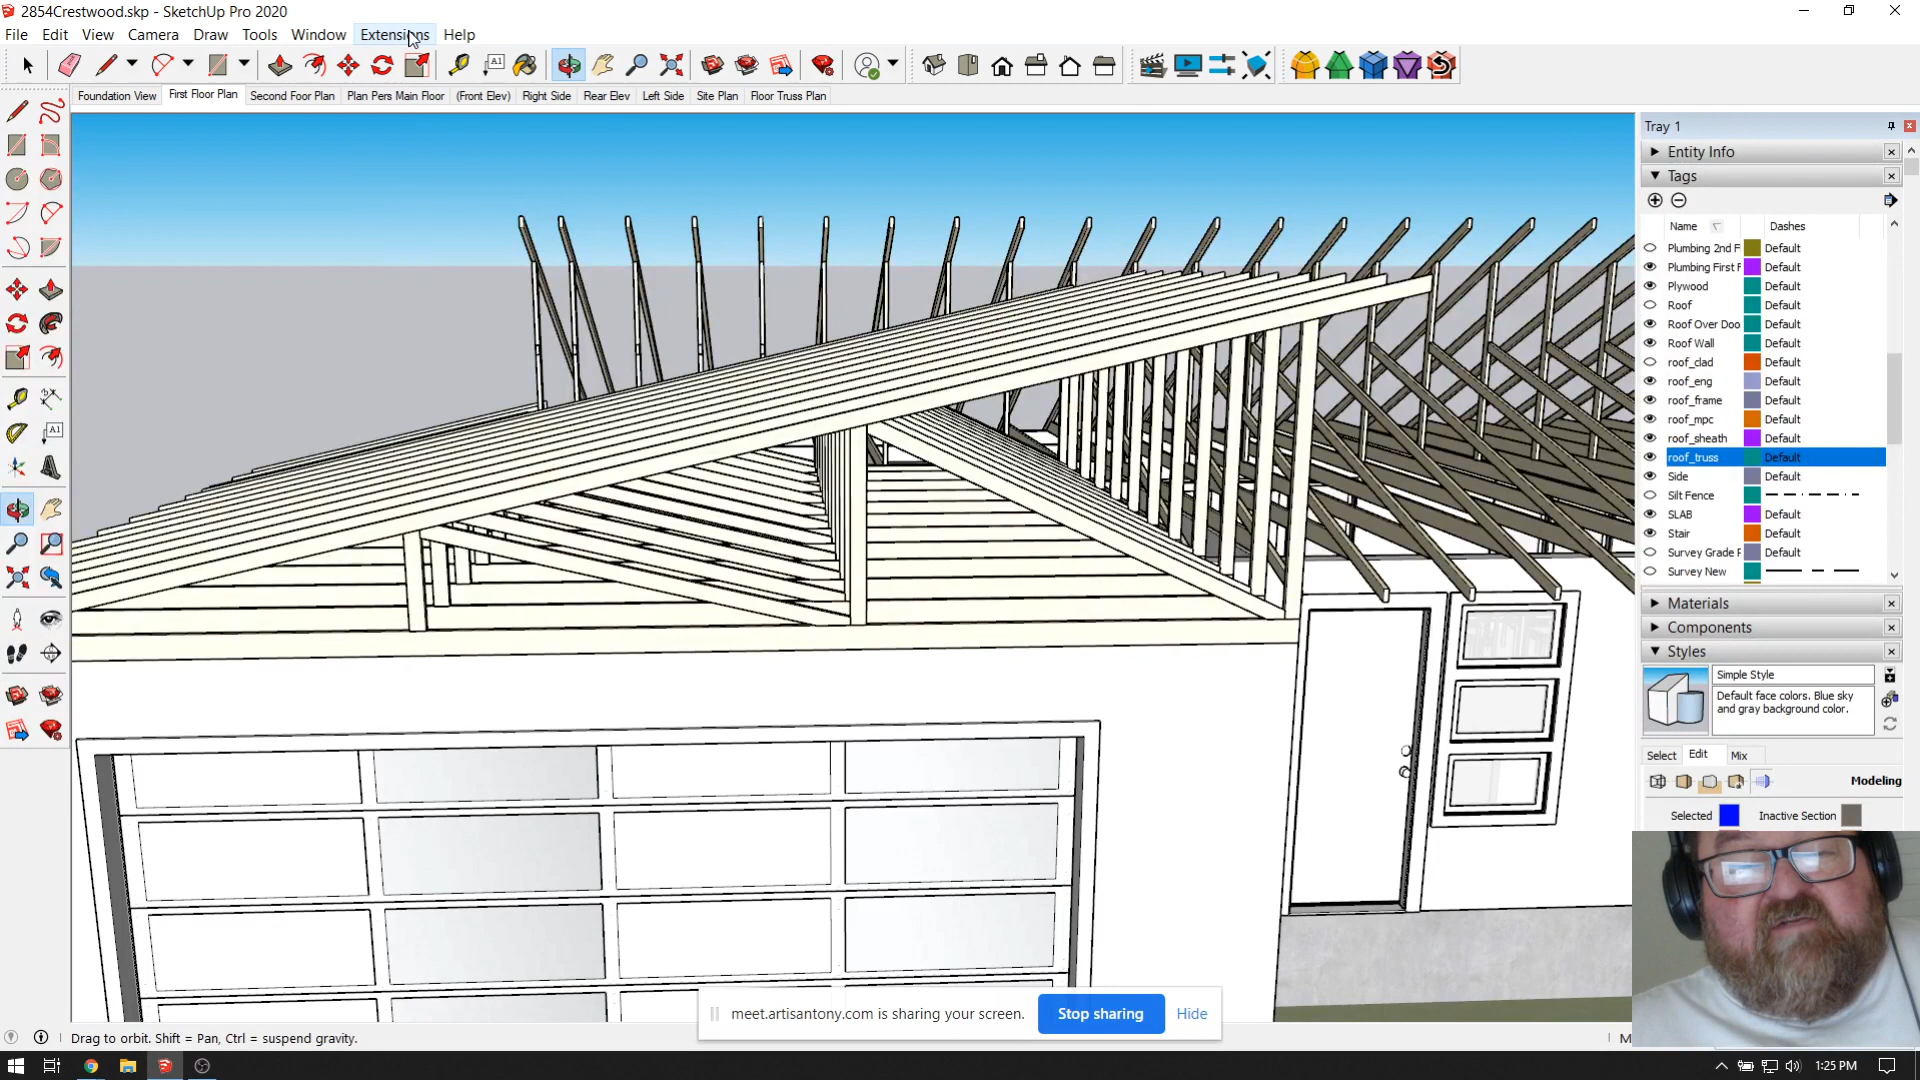 2854Crestwood.skp - SketchUp Pro 2020
File Edit View Camera Draw Tools Window Extensions Help
A1
Foundation View First Floor Plan Second Foor Plan Plan Pers Main Floor (Front Elev) Right Side Rear Elev Left Side Site Plan Floor Truss Plan
Tray 1
Entity Info
Tags
Name Dashes
Plumbing 2nd F Default
Plumbing First F Default
Plywood Default
Roof Default
Roof Over Doo Default
Roof Wall Default
roof_clad Default
roof_eng Default
roof_frame Default
roof_mpc Default
roof_sheath Default
roof_truss Default
Side Default
Silt Fence
SLAB Default
Stair Default
Survey Grade F Default
Survey New
A1
Materials
Components
Styles
Simple Style
Default face colors. Blue sky
and gray background color.
Select Edit Mix
Modeling
Selected Inactive Section
meet.artisantony.com is sharing your screen. Stop sharing Hide
Drag to orbit. Shift = Pan, Ctrl = suspend gravity.
M
1:25 PM